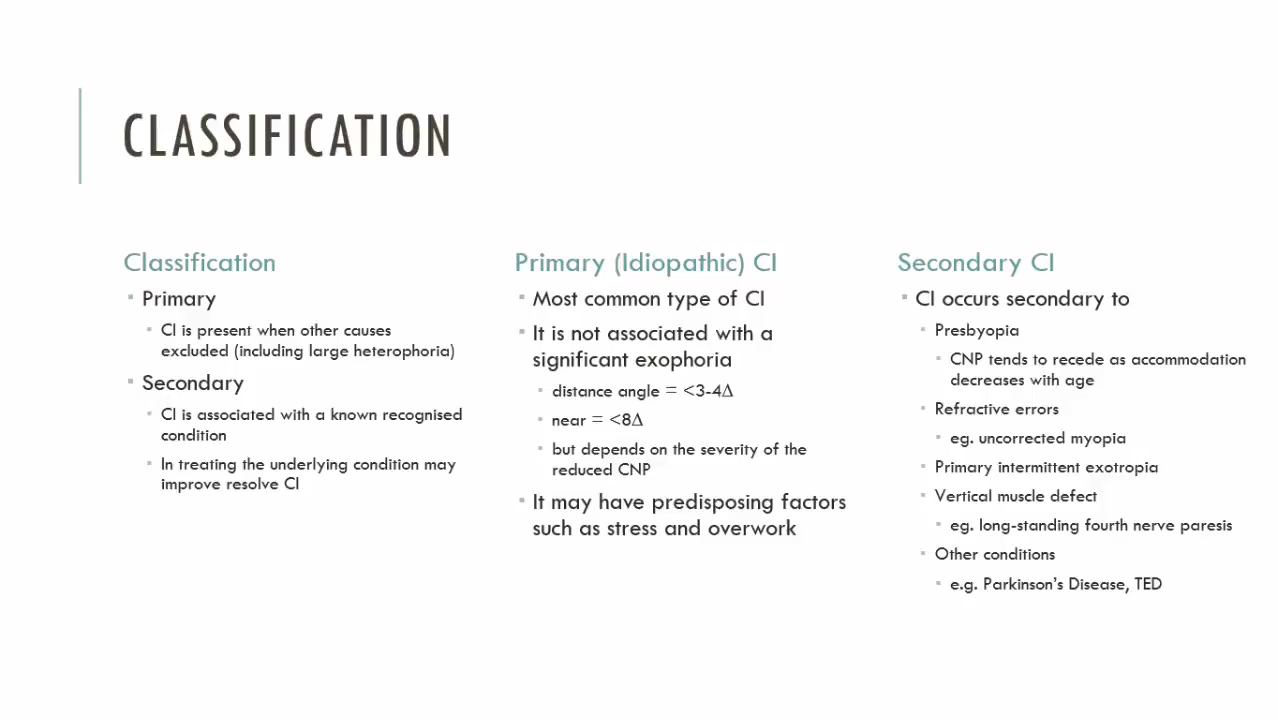 CLASSIFICATION
Classification
Primary
CI is present when other causes
excluded (including large heterophoria)
Secondary
CI is associated with a known recognised
condition
In treating the underlying condition may
improve resolve CI
Primary (Idiopathic) CI
Most common type of CI
It is not associated with a
significant exophoria
distance angle = <3-4Δ
near = <8Δ
but depends on the severity of the
reduced CNP
It may have predisposing factors
such as stress and overwork
Secondary CI
CI occurs secondary to
Presbyopia
CNP tends to recede as accommodation
decreases with age
Refractive errors
eg. uncorrected myopia
Primary intermittent exotropia
Vertical muscle defect
eg. long-standing fourth nerve paresis
Other conditions
e.g. Parkinson's Disease, TED